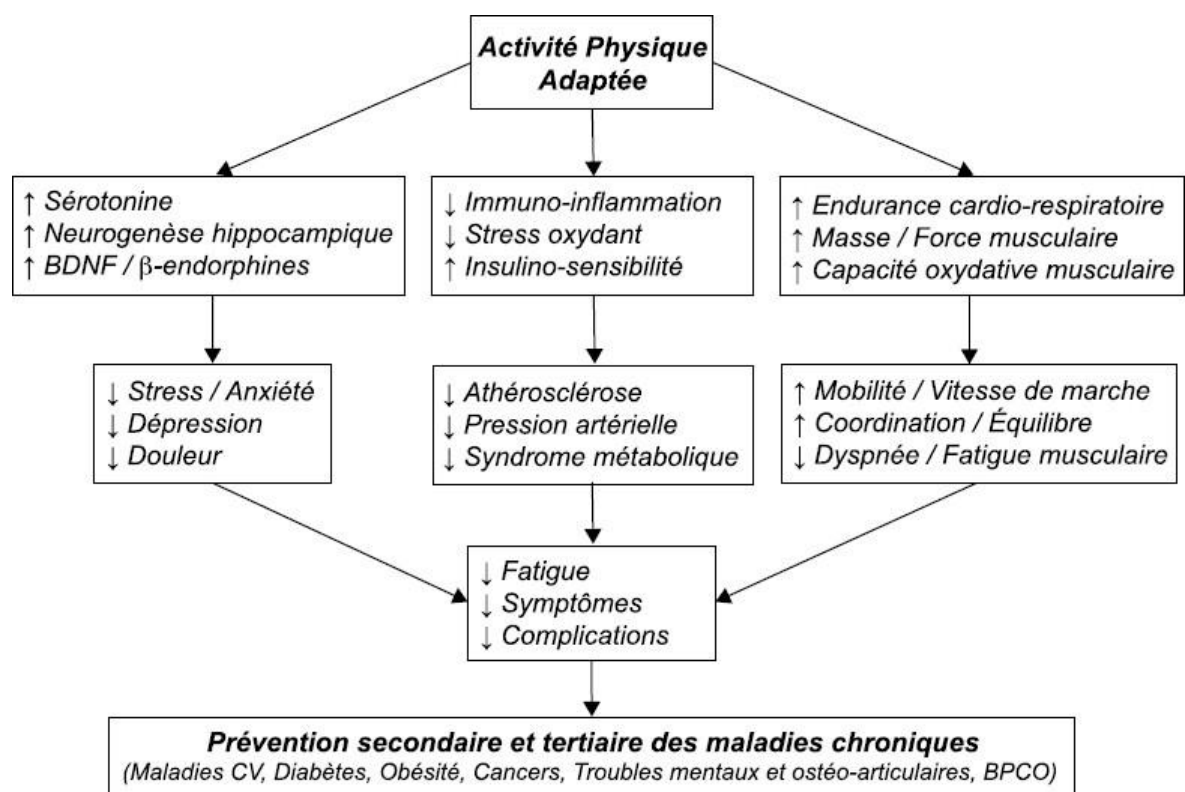 Activité Physique
Adaptée
↑ Sérotonine
↑ Neurogenèse hippocampique
↑ BDNF / β-endorphines
↓ Immuno-inflammation
↓ Stress oxydant
↑ Insulino-sensibilité
↑ Endurance cardio-respiratoire
↑ Masse / Force musculaire
↑ Capacité oxydative musculaire
↓ Stress / Anxiété
↓ Dépression
↓ Douleur
↓ Athérosclérose
↓ Pression artérielle
↓ Syndrome métabolique
↑ Mobilité / Vitesse de marche
↑ Coordination / Équilibre
↓ Dyspnée / Fatigue musculaire
↓ Fatigue
↓ Symptômes
↓ Complications
Prévention secondaire et tertiaire des maladies chroniques
(Maladies CV, Diabètes, Obésité, Cancers, Troubles mentaux et ostéo-articulaires, BPCO)